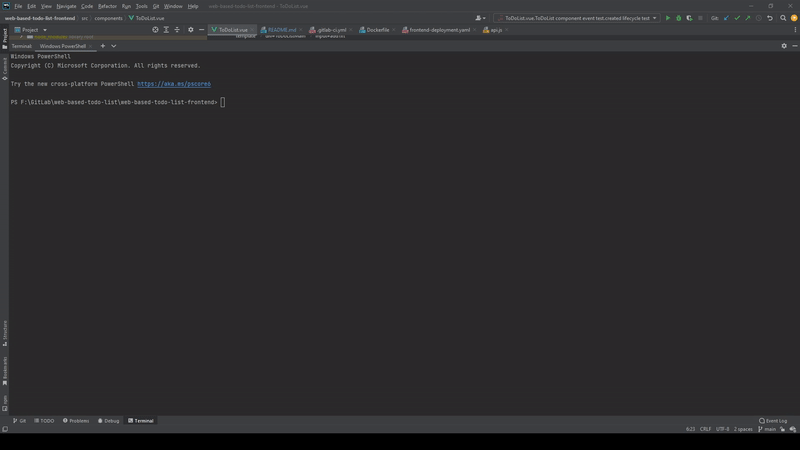 File Edit View Navigate Code Refactor Run Tools Git Window Help web-based-todo-list-frontend - ToDoList.vue
web-based-todo-list-frontend src components ToDoList.vue ToDoList.vue.ToDoList component event test.created lifecycle test Git:
Project ToDoList.vue README.md .gitlab-ci.yml Dockerfile frontend-deployment.yaml api.js
Terminal: Windows PowerShell
Windows PowerShell
Copyright (C) Microsoft Corporation. All rights reserved.
Try the new cross-platform PowerShell https://aka.ms/pscore6
PS F:\GitLab\web-based-todo-list\web-based-todo-list-frontend>
Project
Commit
Structure
Bookmarks
npm
Git TODO Problems Debug Terminal Event Log
6:23 CRLF UTF-8 2 spaces main